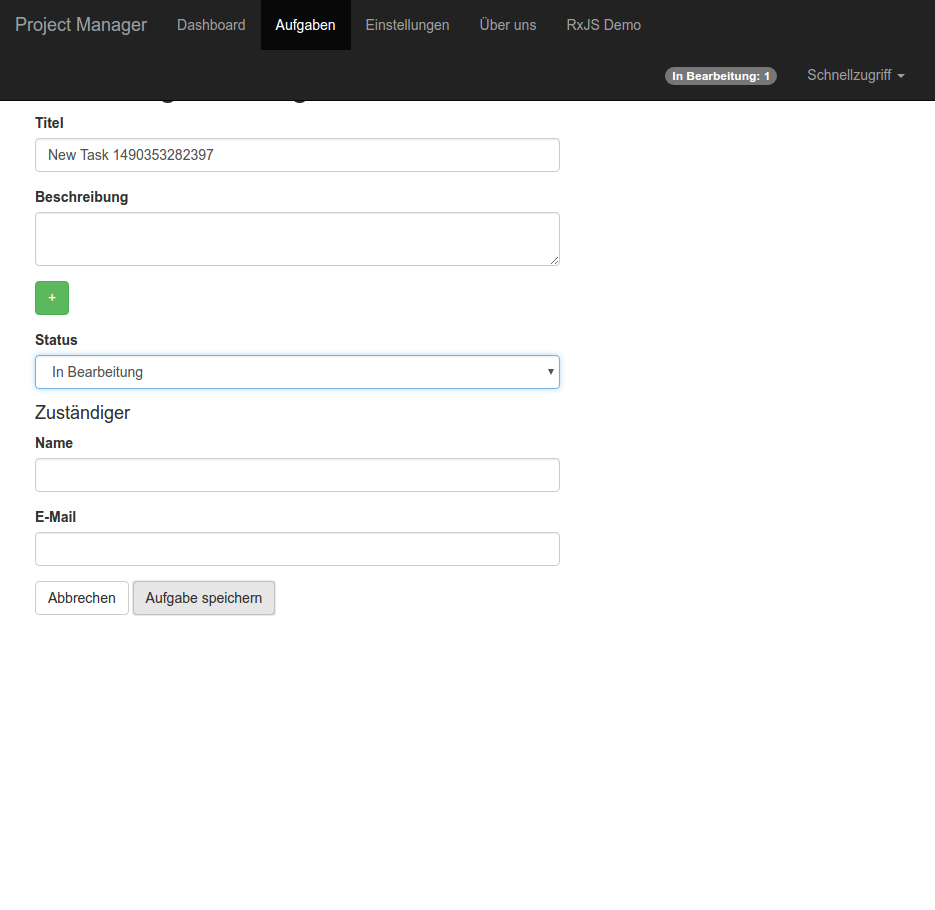 Project Manager Dashboard Aufgaben Einstellungen Über uns RxJS Demo
In Bearbeitung: 1 Schnellzugriff
Titel
New Task 1490353282397
Beschreibung
+
Status
In Bearbeitung
Zuständiger
Name
E-Mail
Abbrechen Aufgabe speichern